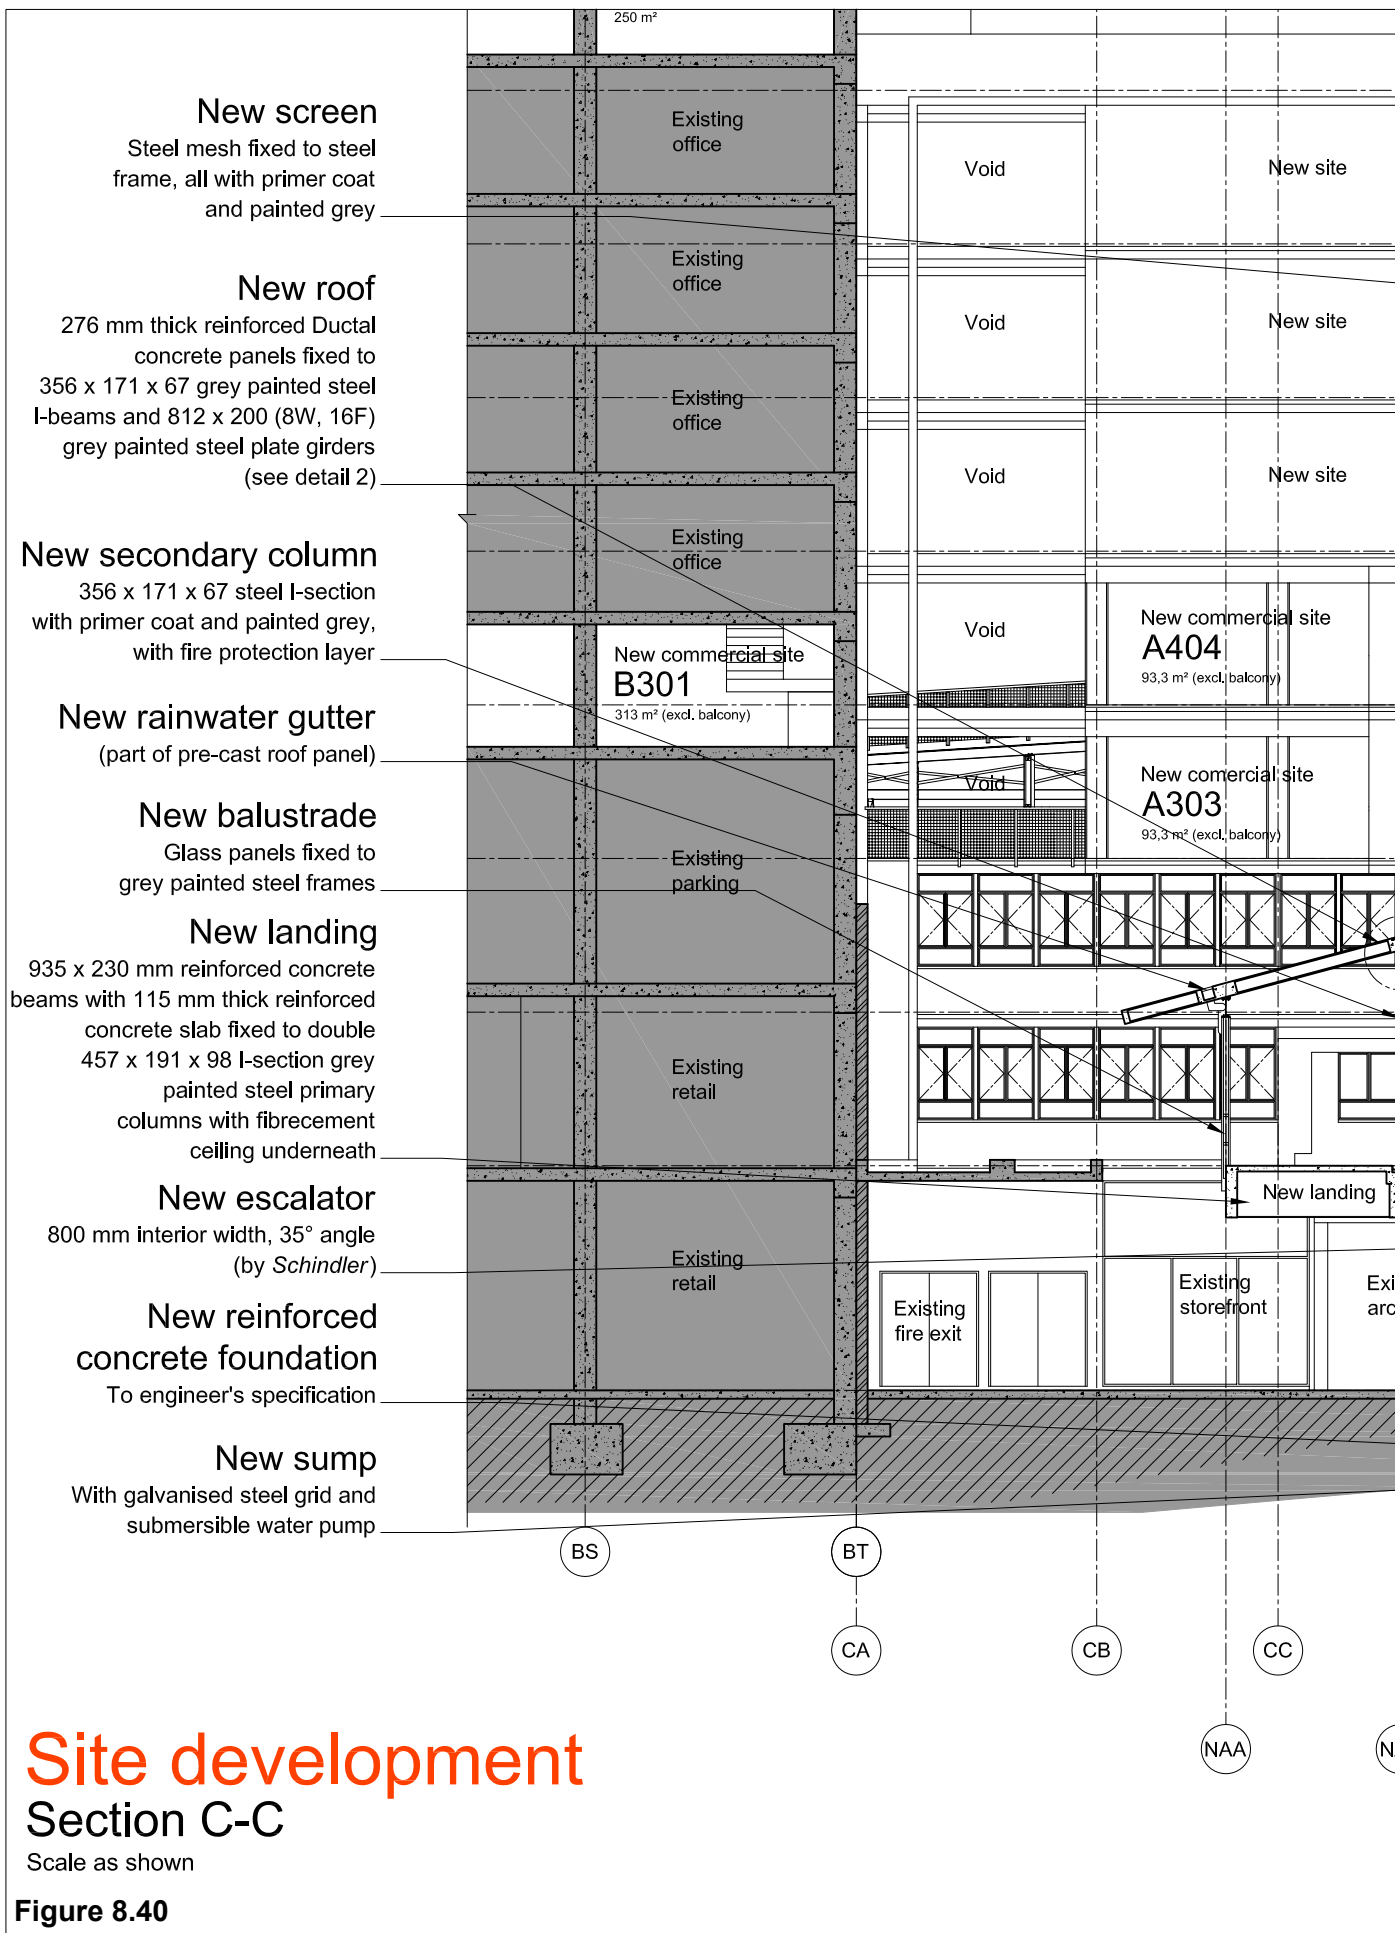 250 m²
New screen
Steel mesh fixed to steel
frame, all with primer coat
and painted grey
New roof
276 mm thick reinforced Ductal
concrete panels fixed to
356 x 171 x 67 grey painted steel
I-beams and 812 x 200 (8W, 16F)
grey painted steel plate girders
(see detail 2)
New secondary column
356 x 171 x 67 steel I-section
with primer coat and painted grey,
with fire protection layer
New rainwater gutter
(part of pre-cast roof panel)
New balustrade
Glass panels fixed to
grey painted steel frames
New landing
935 x 230 mm reinforced concrete
beams with 115 mm thick reinforced
concrete slab fixed to double
457 x 191 x 98 I-section grey
painted steel primary
columns with fibrecement
ceiling underneath
New escalator
800 mm interior width, 35° angle
(by Schindler)
New reinforced
concrete foundation
To engineer's specification
New sump
With galvanised steel grid and
submersible water pump
Existing
office
Void
New site
Existing
office
Void
New site
Existing
office
Void
New site
Existing
office
Void
New commercial site
A404
93,3 m² (excl. balcony)
New commercial site
B301
313 m² (excl. balcony)
Void
New comercial site
A303
93,3 m² (excl. balcony)
Existing
parking
Existing
retail
New landing
Existing
retail
Existing
fire exit
Existing
storefront
Exi
arc
BS
BT
CA
CB
CC
NAA
Site development
Section C-C
Scale as shown
Figure 8.40